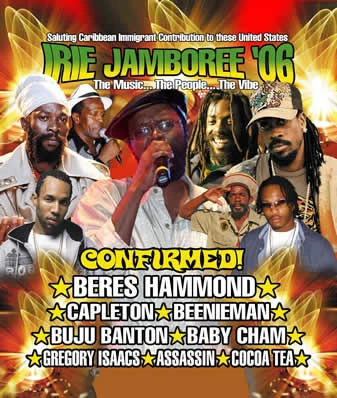 Saluting Caribbean Immigrant Contribution to these United States
IRIE JAMBOREE '06
The Music... The People.... The Vibe
CONFIRMED!
BERES HAMMOND
CAPLETON BEENIEMAN
BUJU BANTON BABY CHAM
GREGORY ISAACS ASSASSIN COCOA TEA